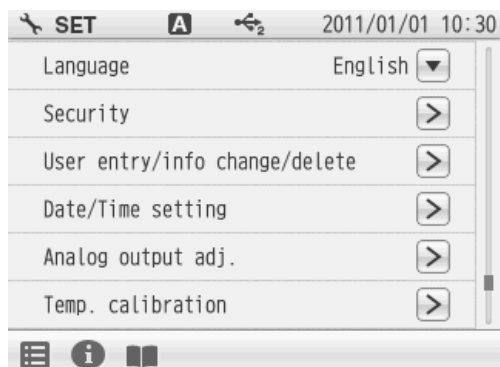 SET A 2 2011/01/01 10:30
Language English
Security
User entry/info change/delete
Date/Time setting
Analog output adj.
Temp. calibration